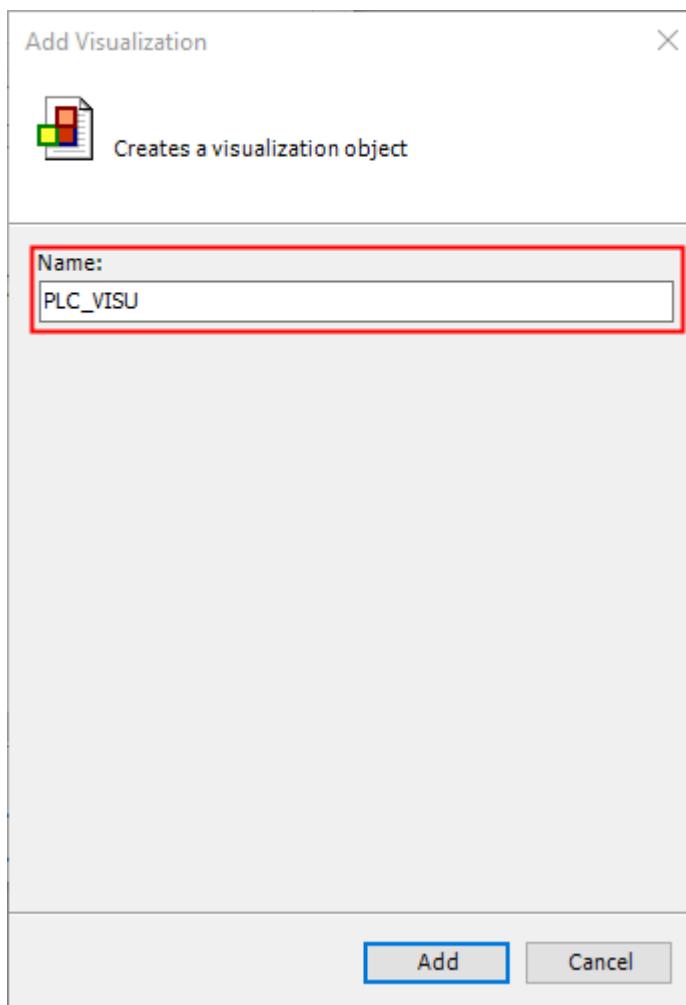 Add Visualization
Creates a visualization object
Name:
PLC_VISU
Add Cancel